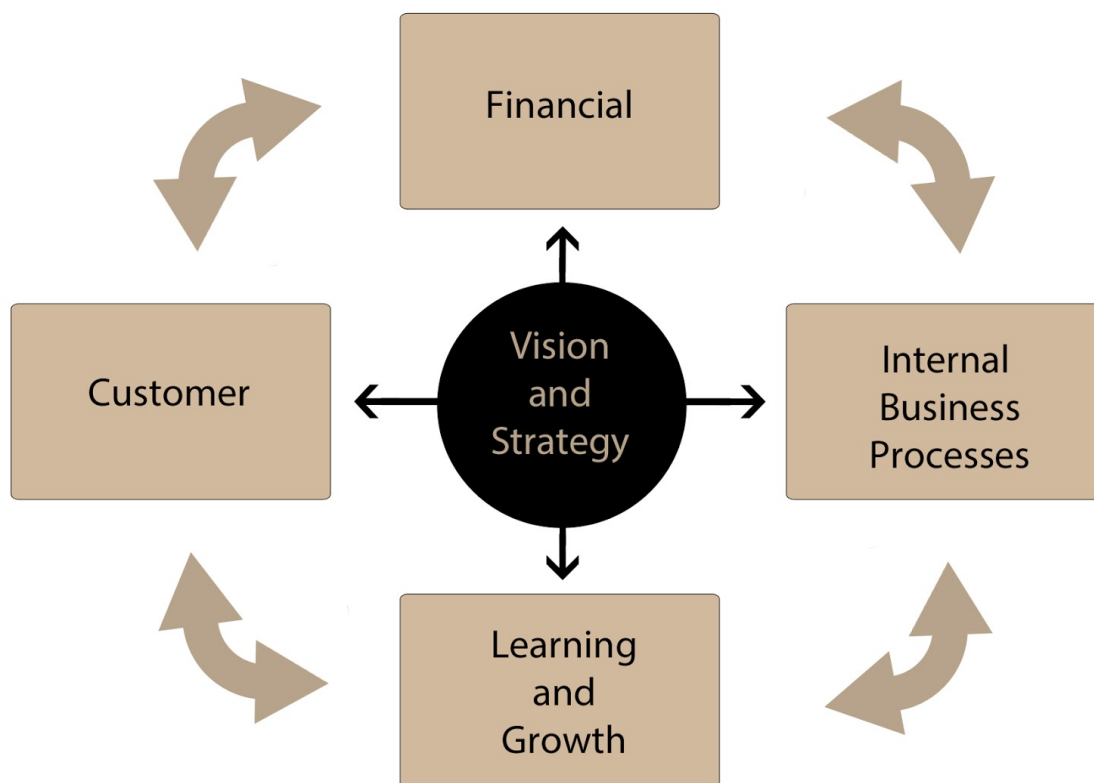 Financial
Customer
Vision
and
Strategy
Internal
Business
Processes
Learning
and
Growth